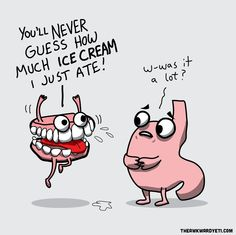 YOU'LL NEVER
GUESS HOW
MUCH ICE CREAM
I JUST ATE!
W-WAS IT
A LOT?
THEAWKWARDYETI.COM